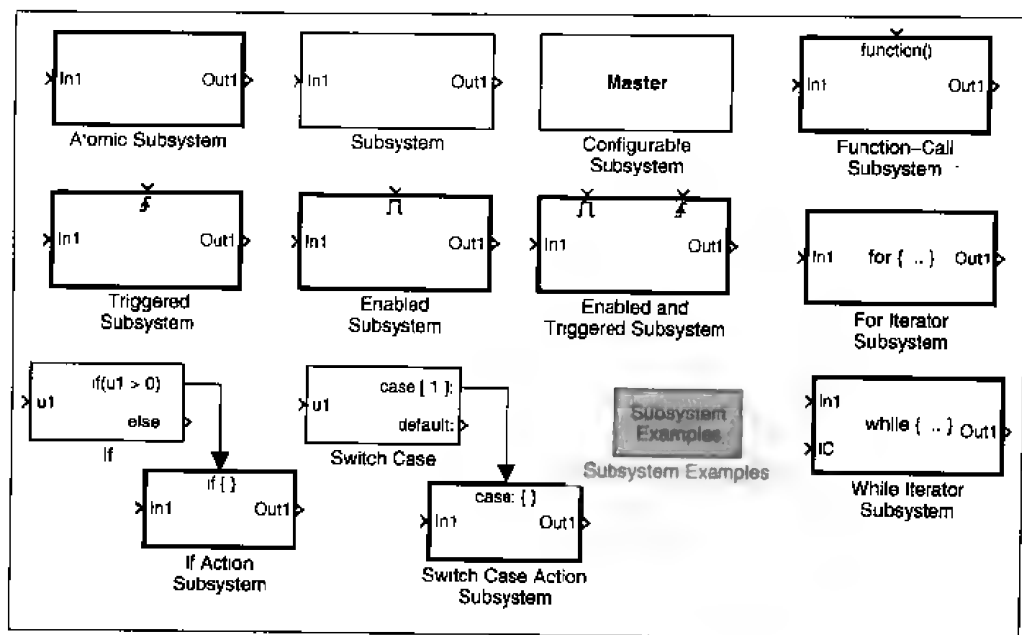 In1
Out1
Atomic Subsystem
In1
Out1
Subsystem
Master
Configurable
Subsystem
function()
In1
Out1
Function–Call
Subsystem
In1
Out1
Triggered
Subsystem
In1
Out1
Enabled
Subsystem
In1
Out1
Enabled and
Triggered Subsystem
In1
for { .. }
Out1
For Iterator
Subsystem
u1
if(u1 > 0)
else
If
In1
if { }
Out1
If Action
Subsystem
u1
case [ 1 ]:
default:
Switch Case
In1
case: { }
Out1
Switch Case Action
Subsystem
Subsystem
Examples
Subsystem Examples
In1
IC
while { .. }
Out1
While Iterator
Subsystem